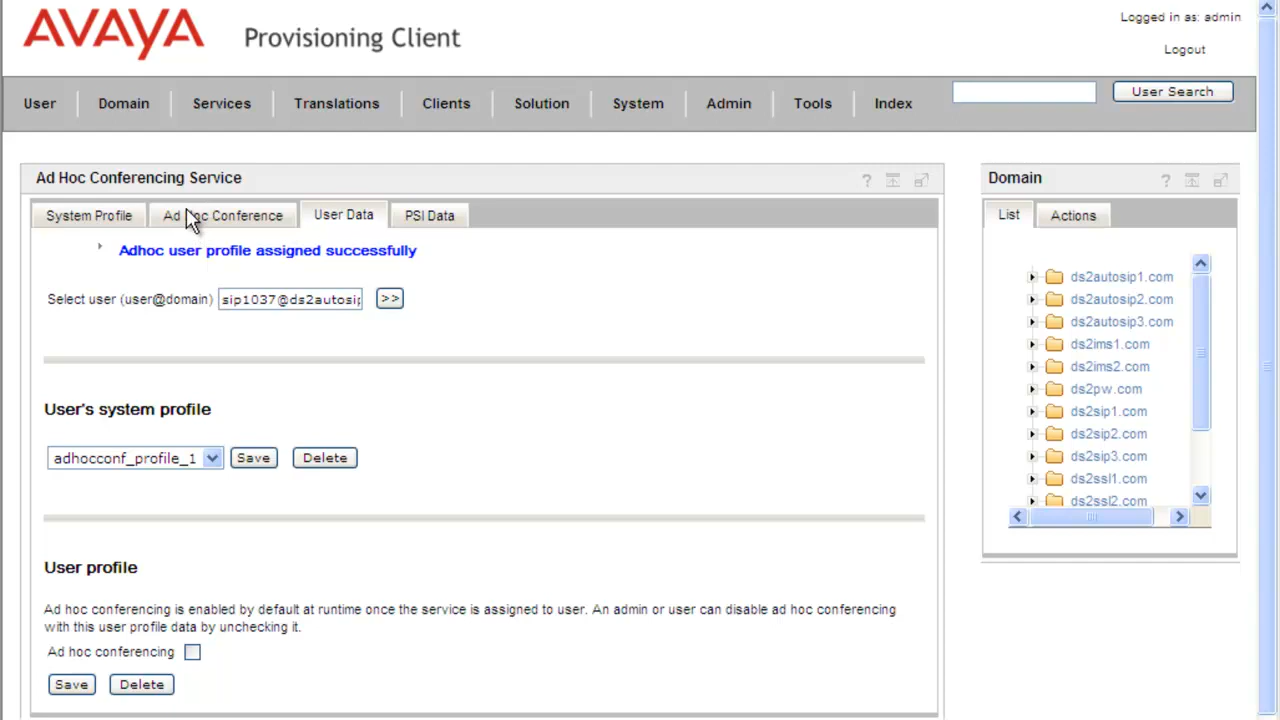 AVAYA Provisioning Client
Logged in as: admin
Logout
User Domain Services Translations Clients Solution System Admin Tools Index User Search
Ad Hoc Conferencing Service ?
System Profile Ad Hoc Conference User Data PSI Data
Adhoc user profile assigned successfully
Select user (user@domain) sip1037@ds2autosip >>
User's system profile
adhocconf_profile_1 Save Delete
User profile
Ad hoc conferencing is enabled by default at runtime once the service is assigned to user. An admin or user can disable ad hoc conferencing
with this user profile data by unchecking it.
Ad hoc conferencing
Save Delete
Domain ?
List Actions
ds2autosip1.com
ds2autosip2.com
ds2autosip3.com
ds2ims1.com
ds2ims2.com
ds2pw.com
ds2sip1.com
ds2sip2.com
ds2sip3.com
ds2ssl1.com
ds2ssl2.com